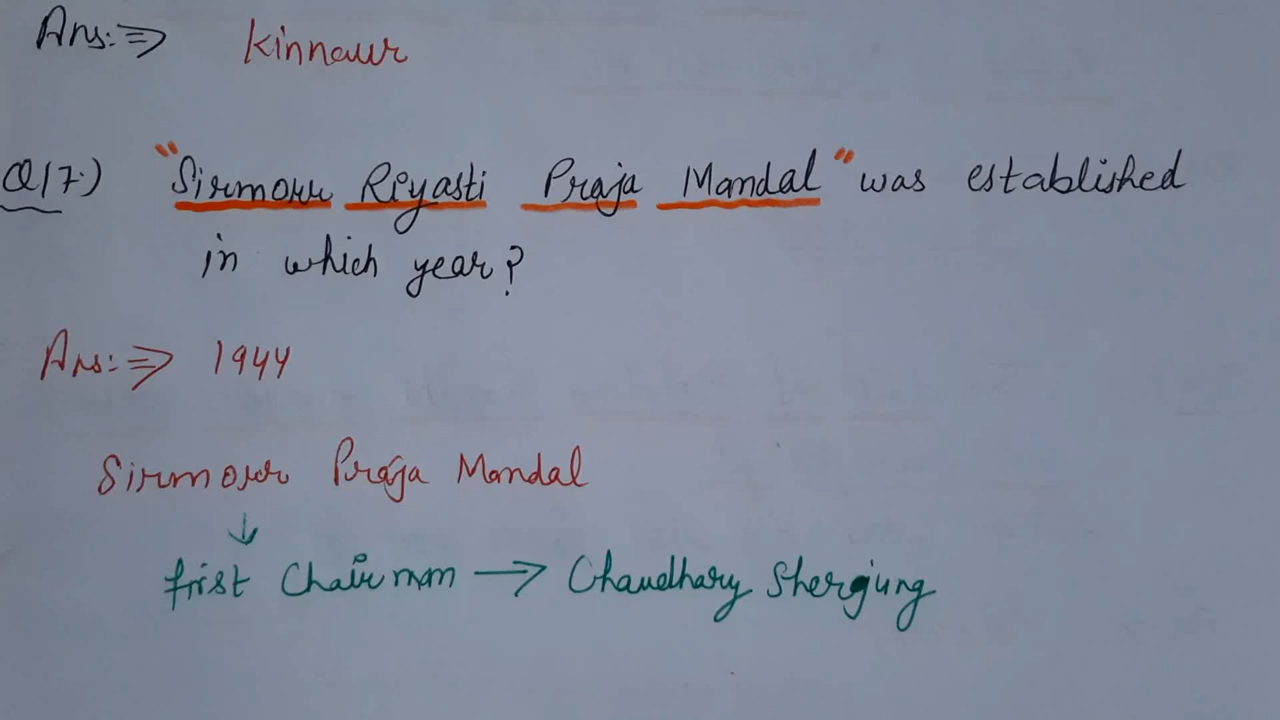 Ans:⇒ Kinnaur
Q17.) "Sirmour Riyasti Praja Mandal" was established
in which year?
Ans:⇒ 1944
Sirmour Praja Mandal
↓
first Chairman → Chaudhary Sherjung